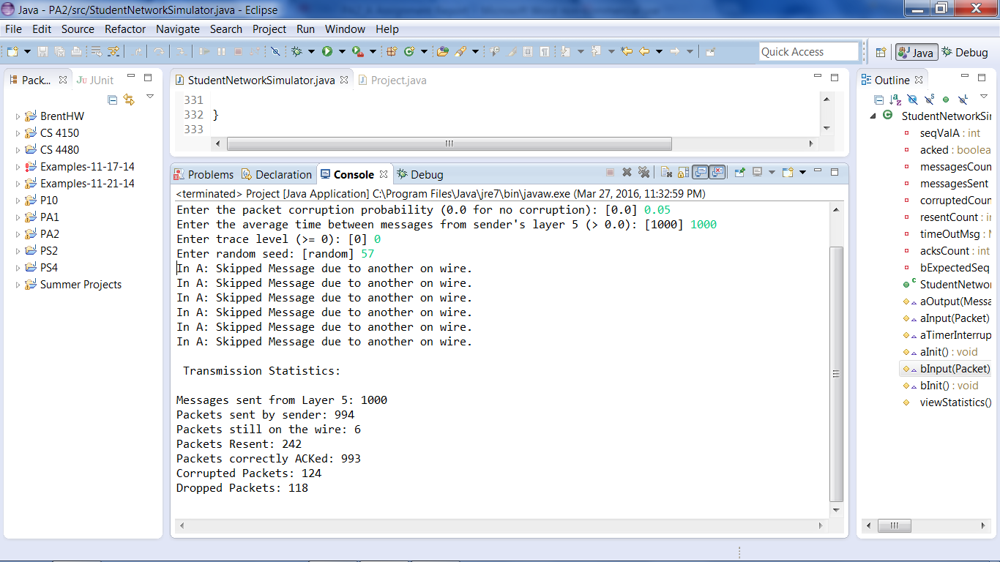 Java - PA2/src/StudentNetworkSimulator.java - Eclipse
File Edit Source Refactor Navigate Search Project Run Window Help
Quick Access
Java
Debug
Pack...
JUnit
BrentHW
CS 4150
CS 4480
Examples-11-17-14
Examples-11-21-14
P10
PA1
PA2
PS2
PS4
Summer Projects
StudentNetworkSimulator.java
Project.java
331
332 }
333
Problems
Declaration
Console
Debug
<terminated> Project [Java Application] C:\Program Files\Java\jre7\bin\javaw.exe (Mar 27, 2016, 11:32:59 PM)
Enter the packet corruption probability (0.0 for no corruption): [0.0] 0.05
Enter the average time between messages from sender's layer 5 (> 0.0): [1000] 1000
Enter trace level (>= 0): [0] 0
Enter random seed: [random] 57
In A: Skipped Message due to another on wire.
In A: Skipped Message due to another on wire.
In A: Skipped Message due to another on wire.
In A: Skipped Message due to another on wire.
In A: Skipped Message due to another on wire.
In A: Skipped Message due to another on wire.
Transmission Statistics:
Messages sent from Layer 5: 1000
Packets sent by sender: 994
Packets still on the wire: 6
Packets Resent: 242
Packets correctly ACKed: 993
Corrupted Packets: 124
Dropped Packets: 118
Outline
StudentNetworkSi
seqValA : int
acked : boolea
messagesCoun
messagesSent
corruptedCoun
resentCount : i
timeOutMsg : M
acksCount : int
bExpectedSeq
StudentNetwor
aOutput(Messa
aInput(Packet)
aTimerInterrup
aInit() : void
bInput(Packet)
bInit() : void
viewStatistics()